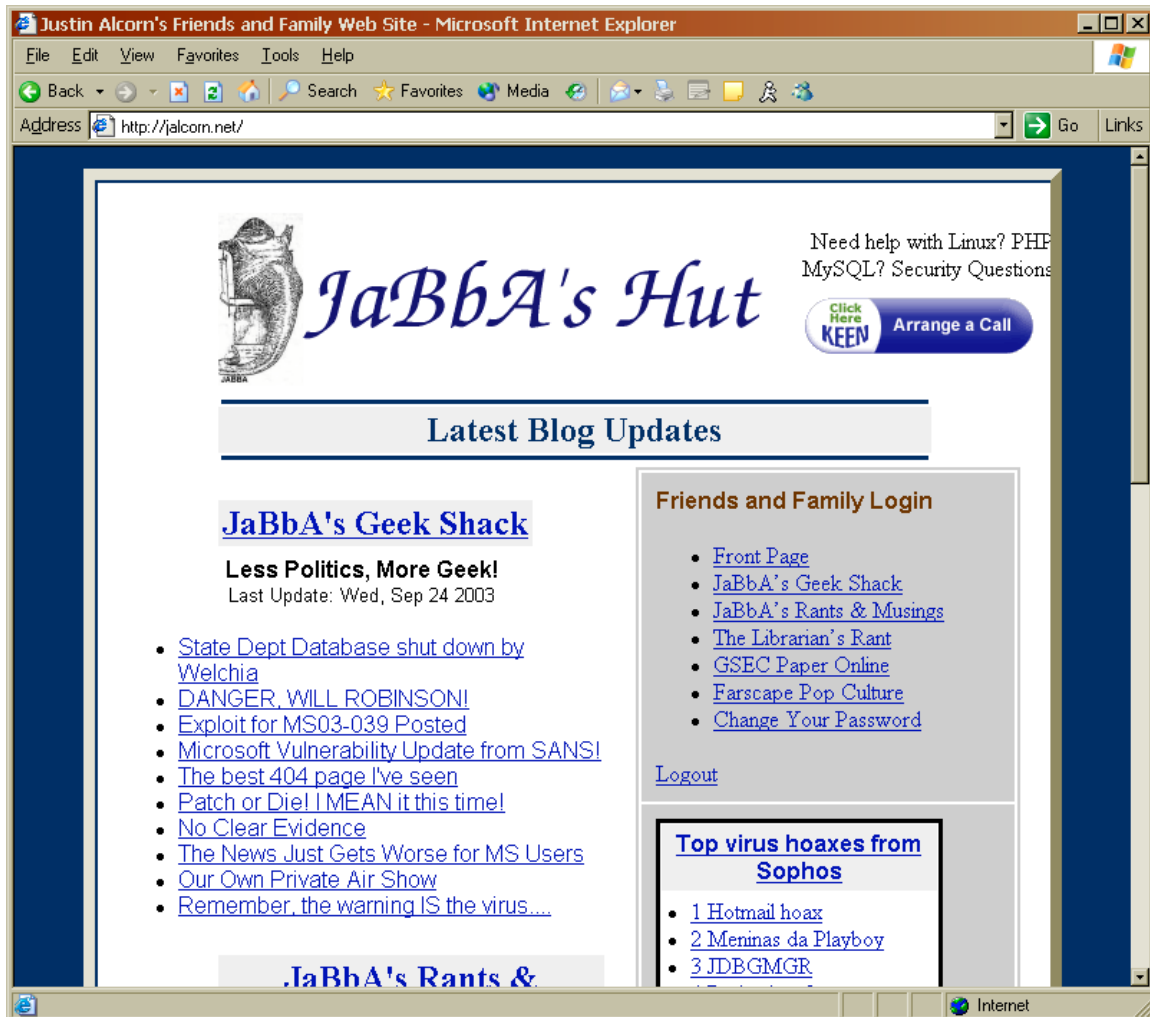 Justin Alcorn's Friends and Family Web Site - Microsoft Internet Explorer
File Edit View Favorites Tools Help
Back Search Favorites Media
Address http://jalcorn.net/ Go Links
JABBA
JaBbA's Hut
Need help with Linux? PHP
MySQL? Security Questions
Click
Here
KEEN
Arrange a Call
Latest Blog Updates
JaBbA's Geek Shack
Less Politics, More Geek!
Last Update: Wed, Sep 24 2003
State Dept Database shut down by
Welchia
DANGER, WILL ROBINSON!
Exploit for MS03-039 Posted
Microsoft Vulnerability Update from SANS!
The best 404 page I've seen
Patch or Die! I MEAN it this time!
No Clear Evidence
The News Just Gets Worse for MS Users
Our Own Private Air Show
Remember, the warning IS the virus....
JaBbA's Rants &
Friends and Family Login
Front Page
JaBbA's Geek Shack
JaBbA's Rants & Musings
The Librarian's Rant
GSEC Paper Online
Farscape Pop Culture
Change Your Password
Logout
Top virus hoaxes from
Sophos
1 Hotmail hoax
2 Meninas da Playboy
3 JDBGMGR
Internet